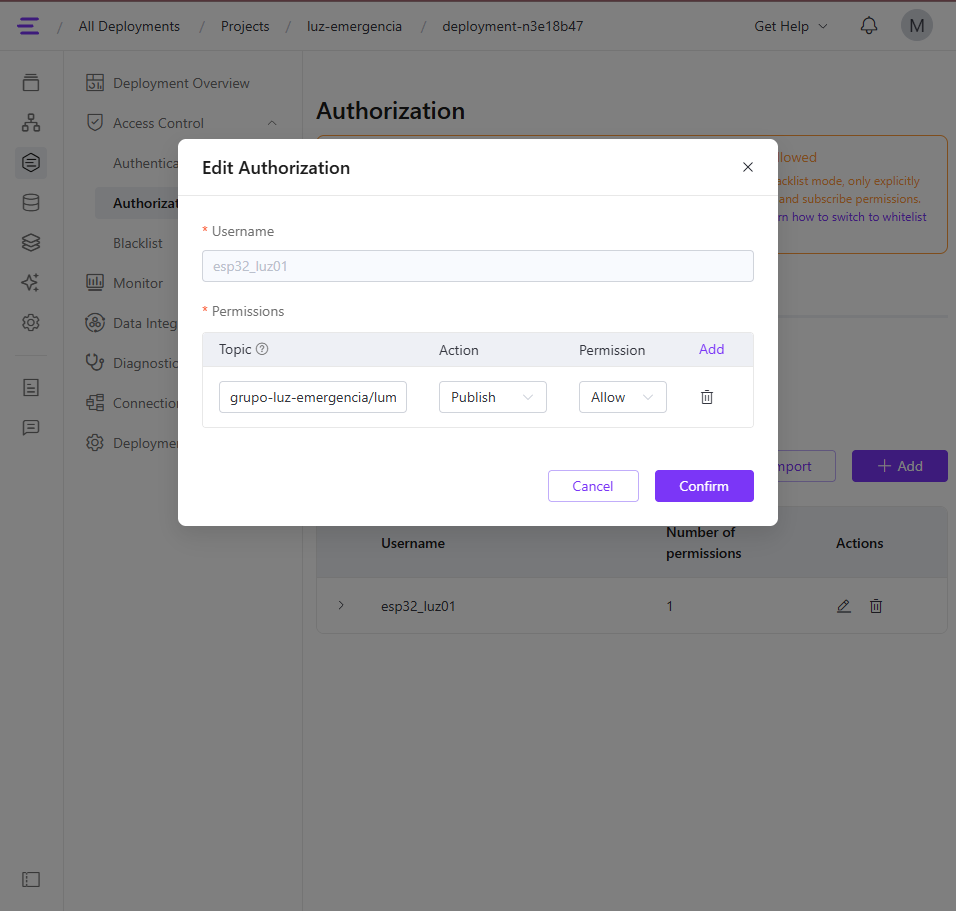 / All Deployments / Projects / luz-emergencia / deployment-n3e18b47
Get Help
M
Deployment Overview
Access Control
Authentica
Authorizat
Blacklist
Monitor
Data Integ
Diagnostic
Connection
Deployme
Authorization
llowed
acklist mode, only explicitly
and subscribe permissions.
rn how to switch to whitelist
Edit Authorization
* Username
esp32_luz01
* Permissions
Topic Action Permission Add
grupo-luz-emergencia/lum Publish Allow
Cancel Confirm
mport + Add
Username Number of permissions Actions
esp32_luz01 1